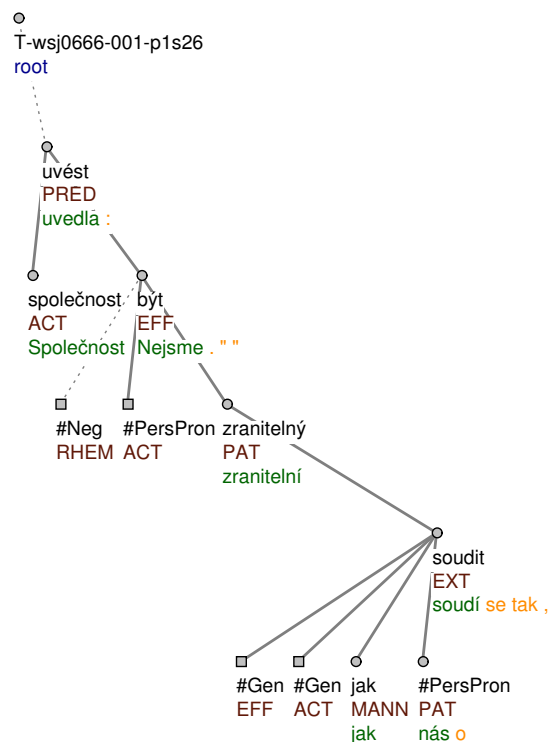 T-wsj0666-001-p1s26
root
uvést
PRED
uvedla :
společnost být
ACT EFF
Společnost Nejsme . " "
#Neg #PersPron zranitelný
RHEM ACT PAT
zranitelní
soudit
EXT
soudí se tak ,
#Gen #Gen jak #PersPron
EFF ACT MANN PAT
jak nás o